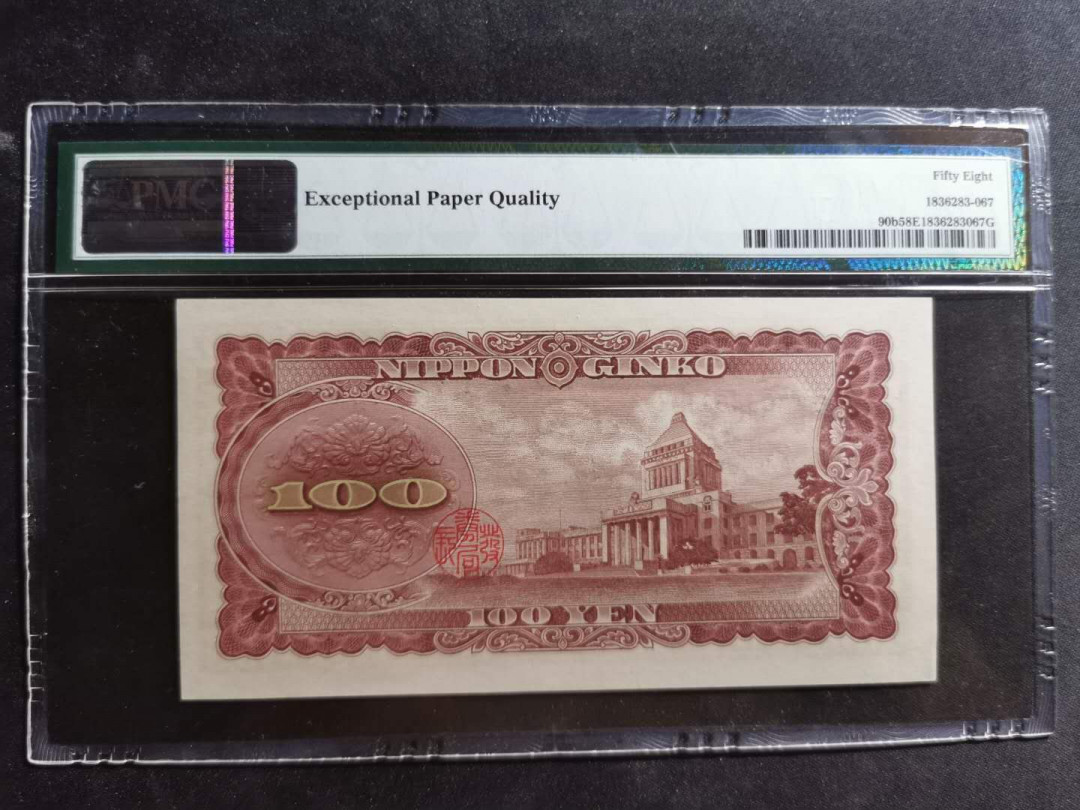 PMG
Exceptional Paper Quality
Fifty Eight
1836283-067
90b58E1836283067G
NIPPON GINKO
100
100 YEN